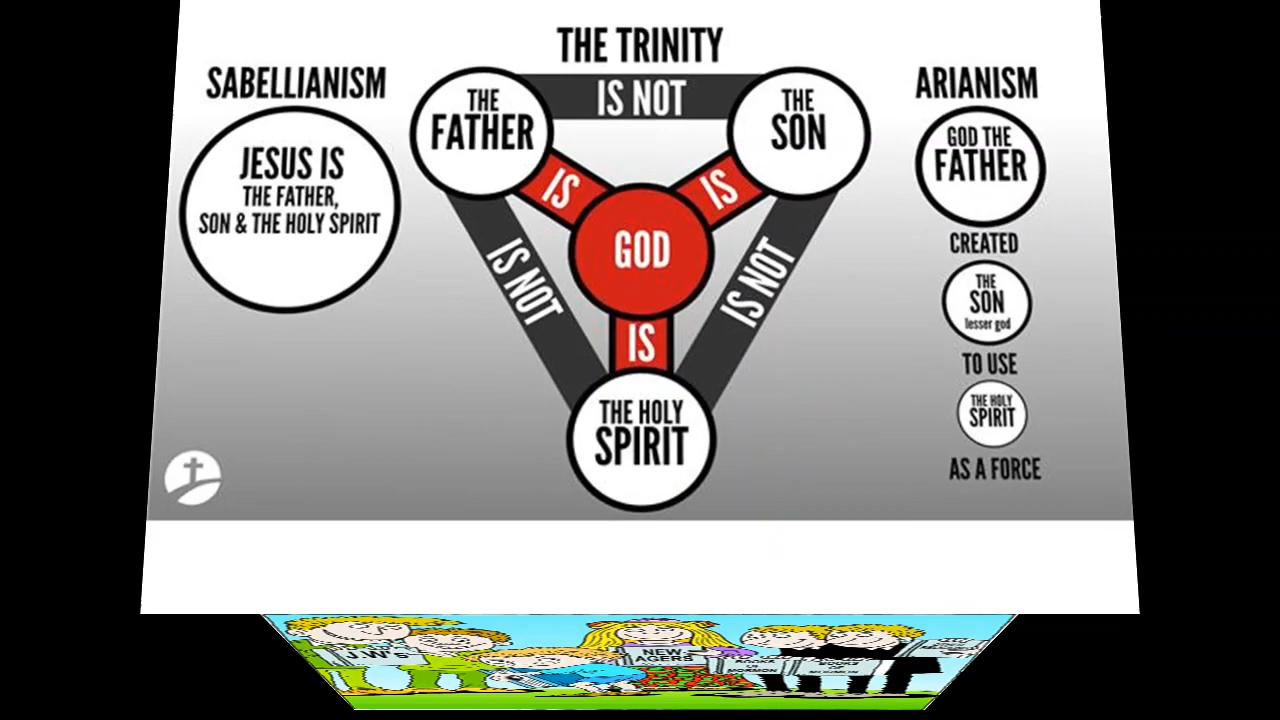 THE TRINITY
SABELLIANISM
JESUS IS
THE FATHER,
SON & THE HOLY SPIRIT
THE
FATHER
IS NOT
THE
SON
IS
IS
GOD
IS NOT
IS NOT
IS
THE HOLY
SPIRIT
ARIANISM
GOD THE
FATHER
CREATED
THE
SON
lesser god
TO USE
THE HOLY
SPIRIT
AS A FORCE
NEW
AGERS
MORMON